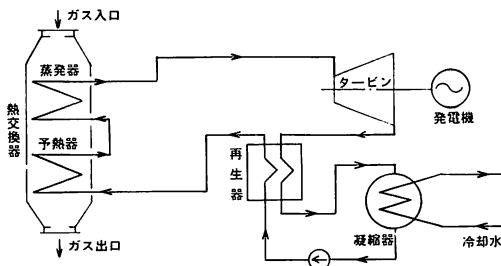 ガス入口
蒸発器
熱交換器
予熱器
ガス出口
タービン
発電機
再生器
凝縮器
冷却水